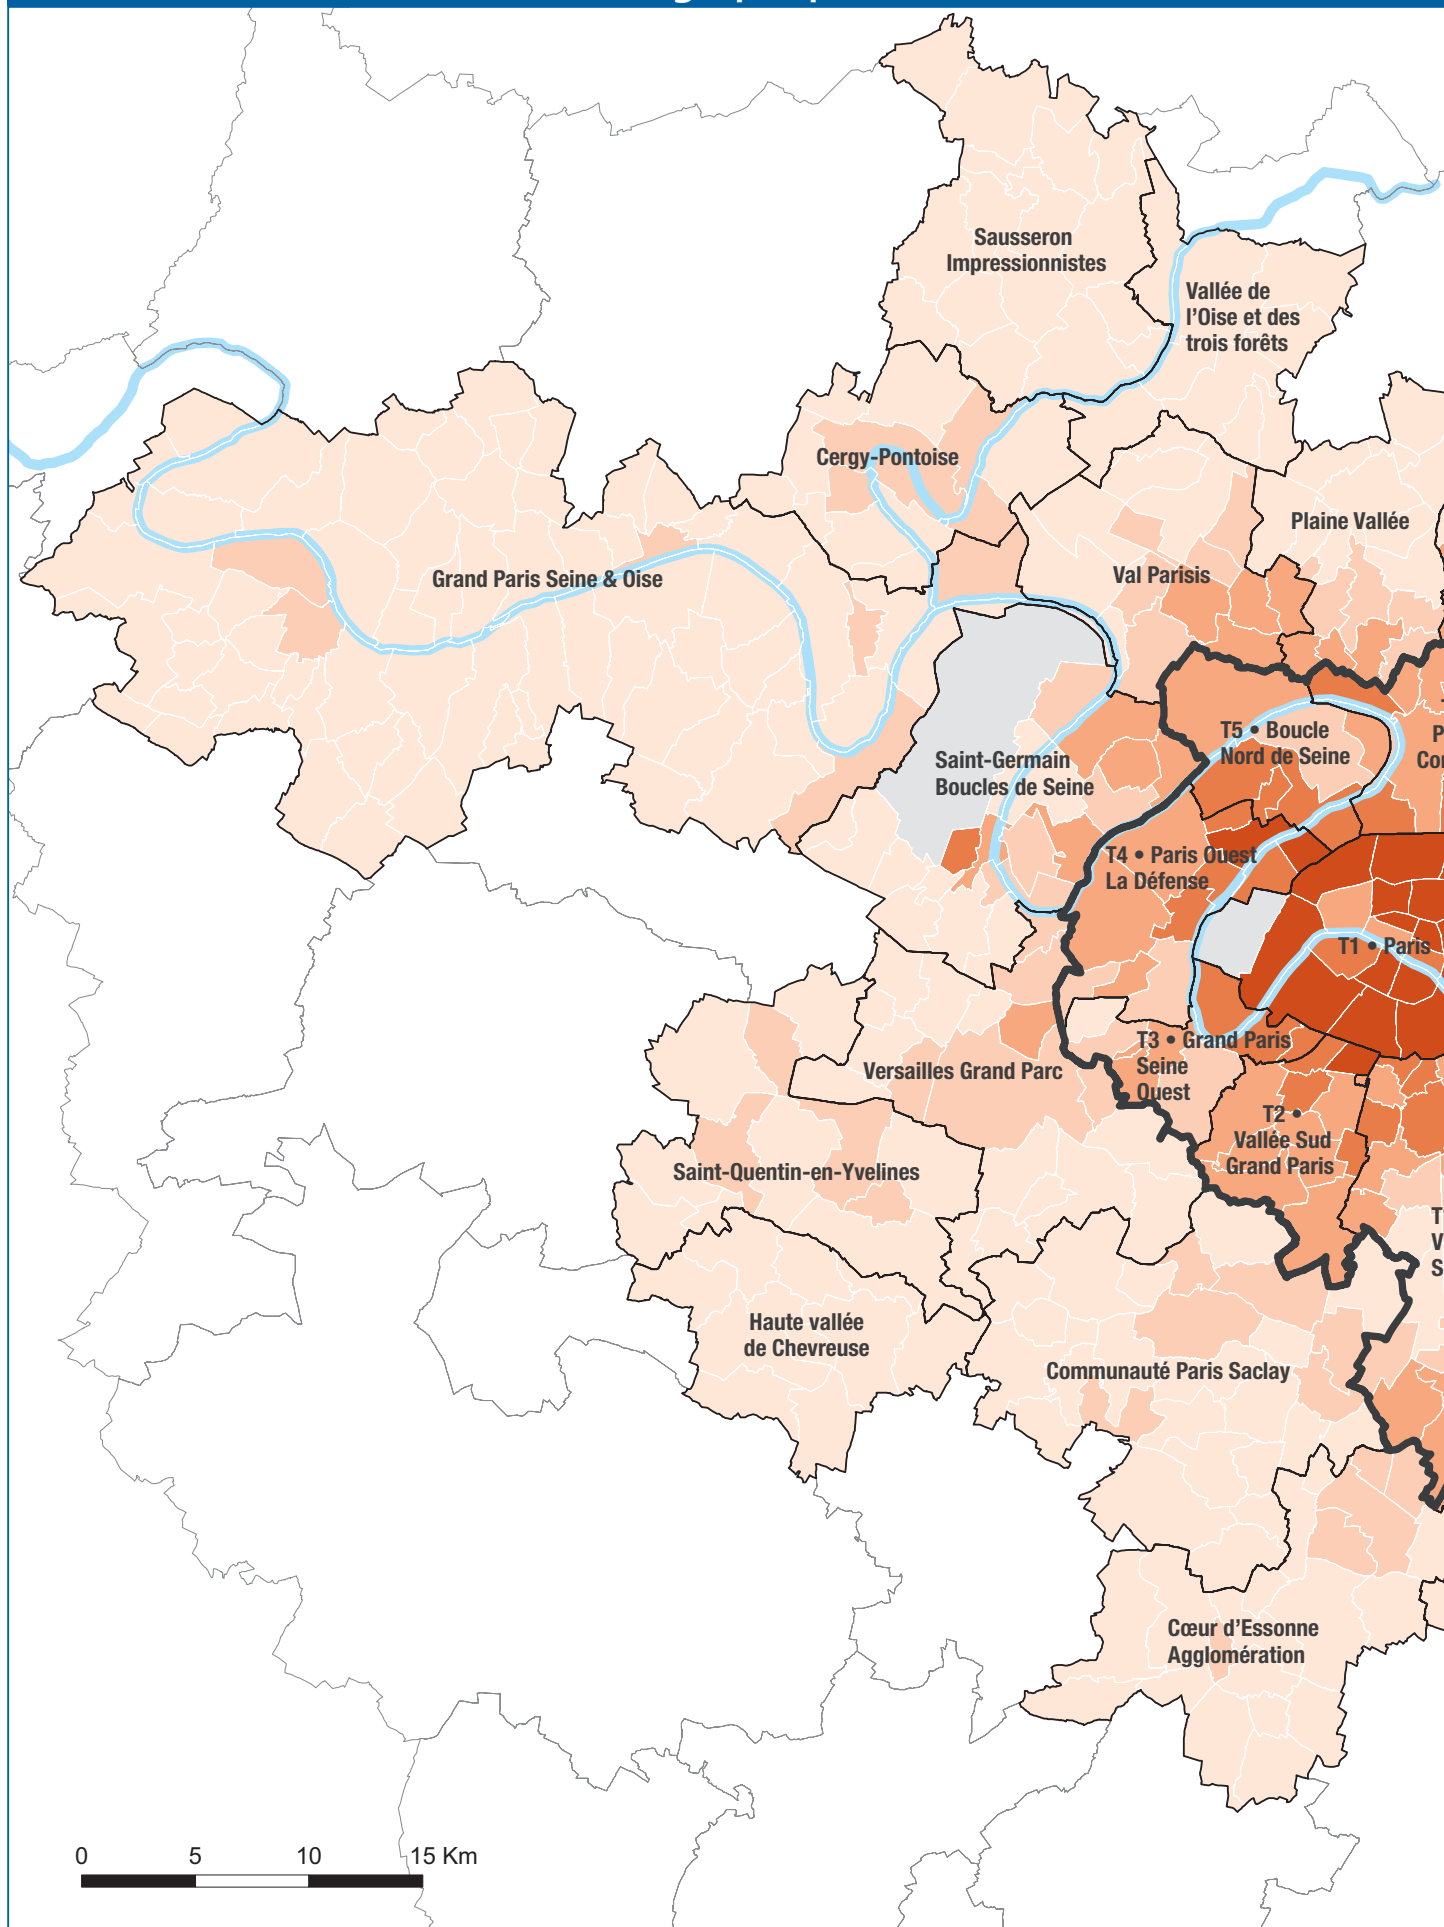 Sausseron
Impressionnistes
Vallée de
l'Oise et des
trois forêts
Cergy-Pontoise
Plaine Vallée
Grand Paris Seine & Oise
Val Parisis
T5 • Boucle
Nord de Seine
Saint-Germain
Boucles de Seine
T4 • Paris Ouest
La Défense
T1 • Paris
T3 • Grand Paris
Seine
Ouest
Versailles Grand Parc
T2 •
Vallée Sud
Grand Paris
Saint-Quentin-en-Yvelines
Haute vallée
de Chevreuse
Communauté Paris Saclay
Cœur d'Essonne
Agglomération
0 5 10 15 Km